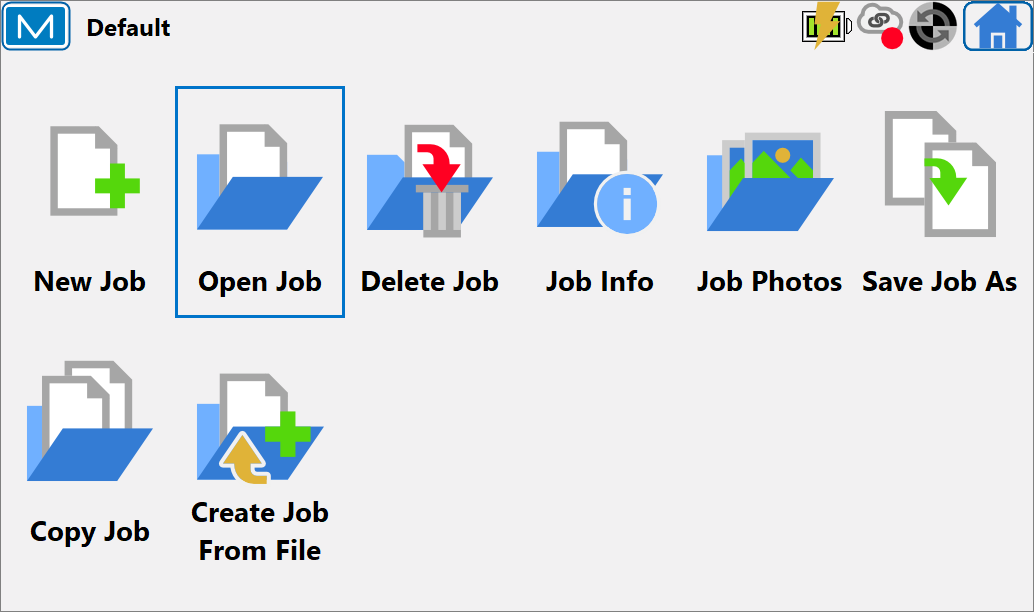 Default
New Job
Open Job
Delete Job
Job Info
Job Photos
Save Job As
Copy Job
Create Job
From File